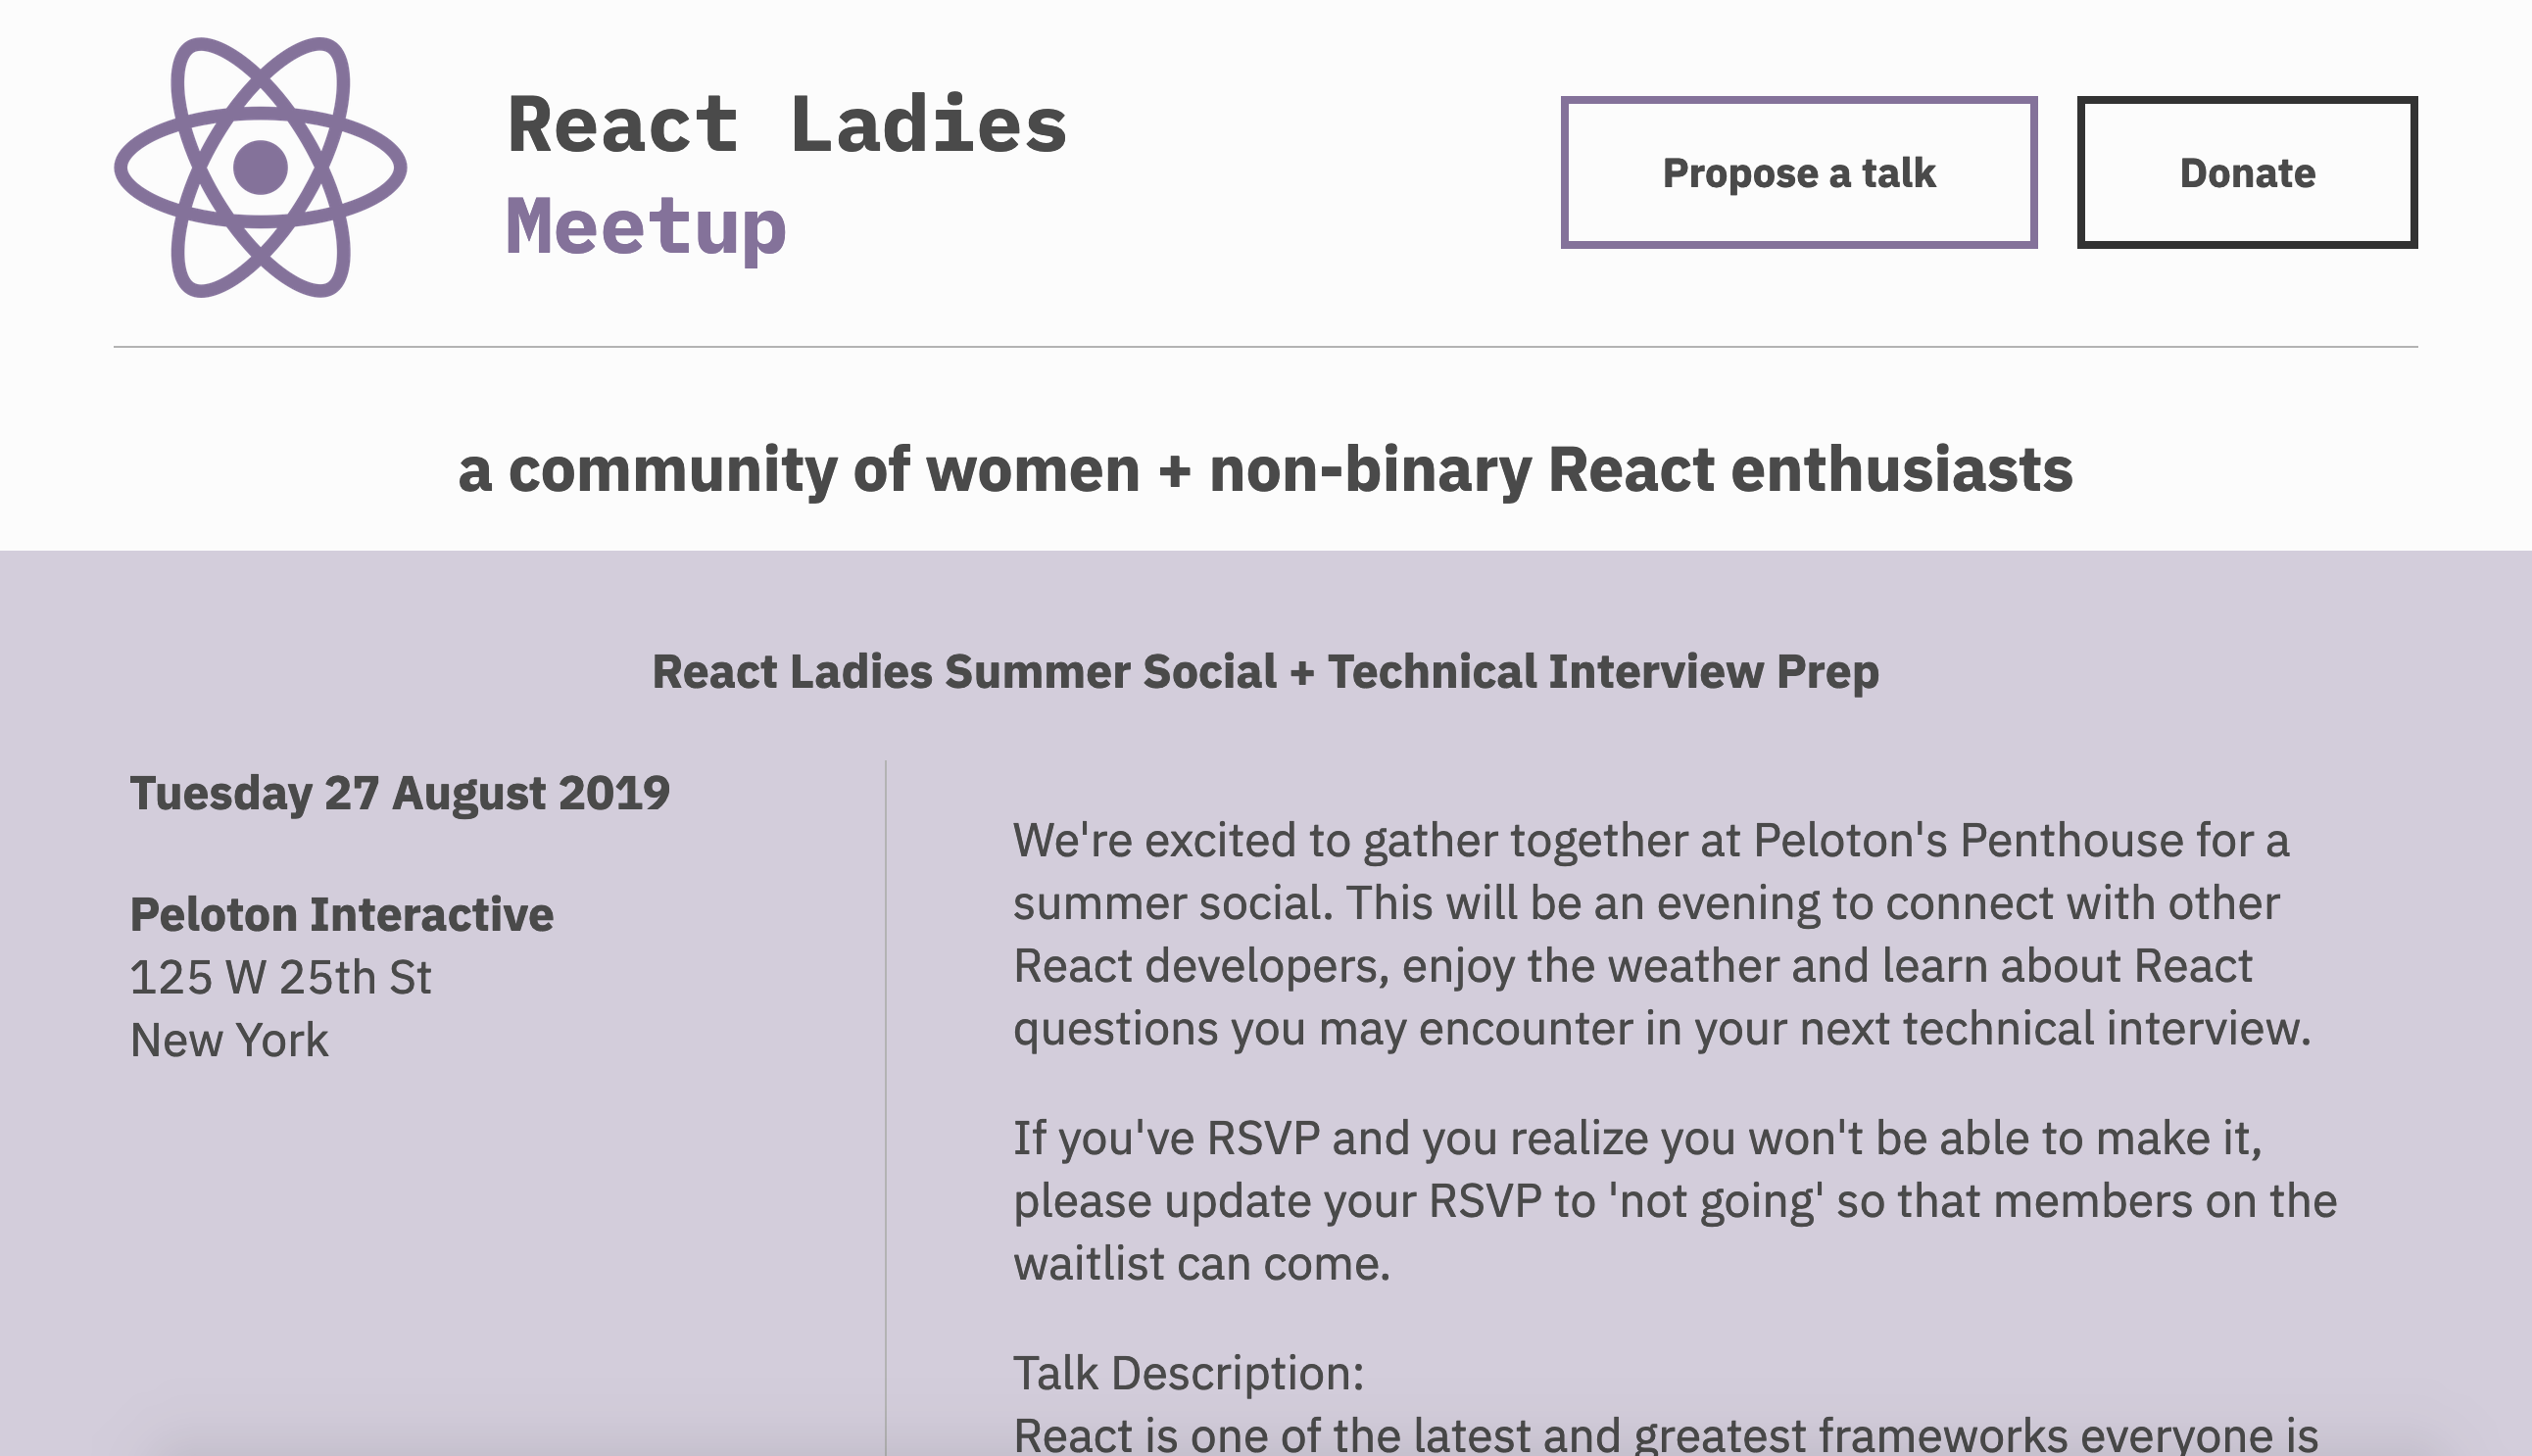 React Ladies
Meetup
Propose a talk
Donate
a community of women + non-binary React enthusiasts
React Ladies Summer Social + Technical Interview Prep
Tuesday 27 August 2019
Peloton Interactive
125 W 25th St
New York
We're excited to gather together at Peloton's Penthouse for a
summer social. This will be an evening to connect with other
React developers, enjoy the weather and learn about React
questions you may encounter in your next technical interview.
If you've RSVP and you realize you won't be able to make it,
please update your RSVP to 'not going' so that members on the
waitlist can come.
Talk Description:
React is one of the latest and greatest frameworks everyone is